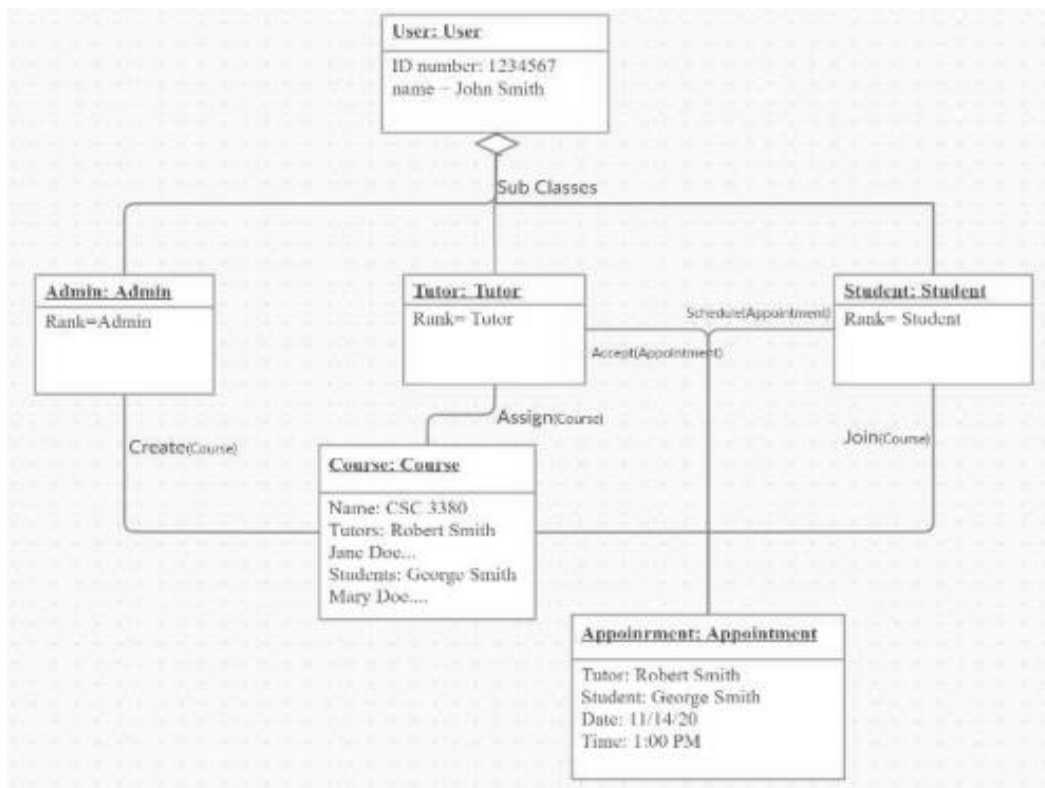 User: User
ID number: 1234567
name = John Smith
Sub Classes
Admin: Admin
Rank=Admin
Tutor: Tutor
Rank= Tutor
Schedule(Appointment)
Student: Student
Rank= Student
Accept(Appointment)
Assign(Course)
Create(Course)
Join(Course)
Course: Course
Name: CSC 3380
Tutors: Robert Smith
Jane Doe...
Students: George Smith
Mary Doe....
Appoinrment: Appointment
Tutor: Robert Smith
Student: George Smith
Date: 11/14/20
Time: 1:00 PM